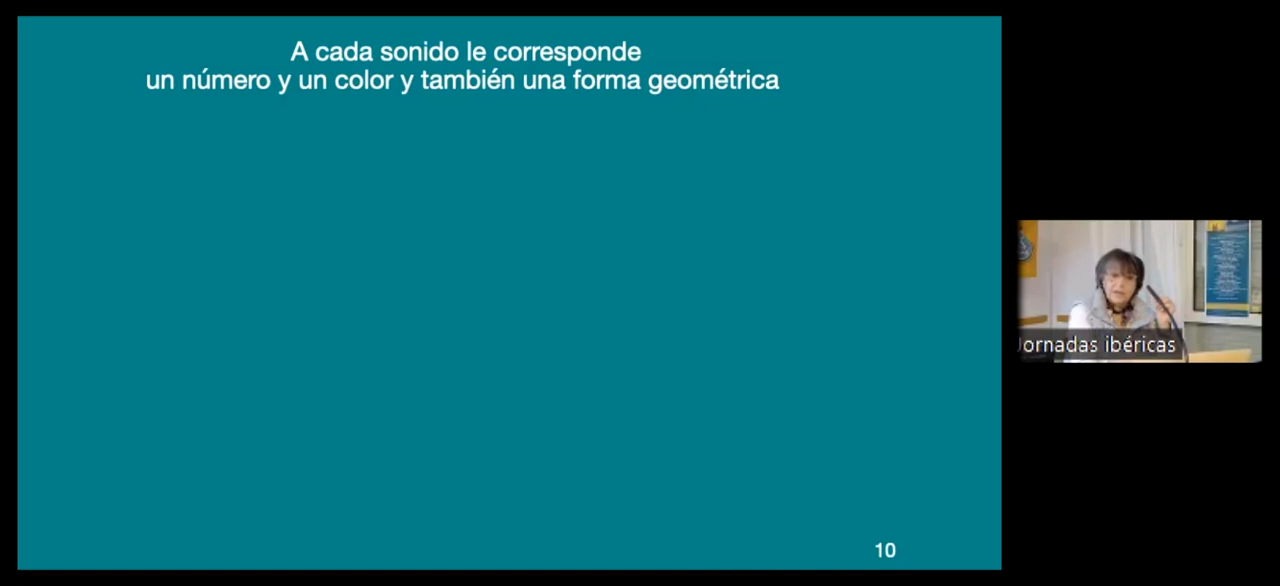 A cada sonido le corresponde
un número y un color y también una forma geométrica
Jornadas ibéricas
10